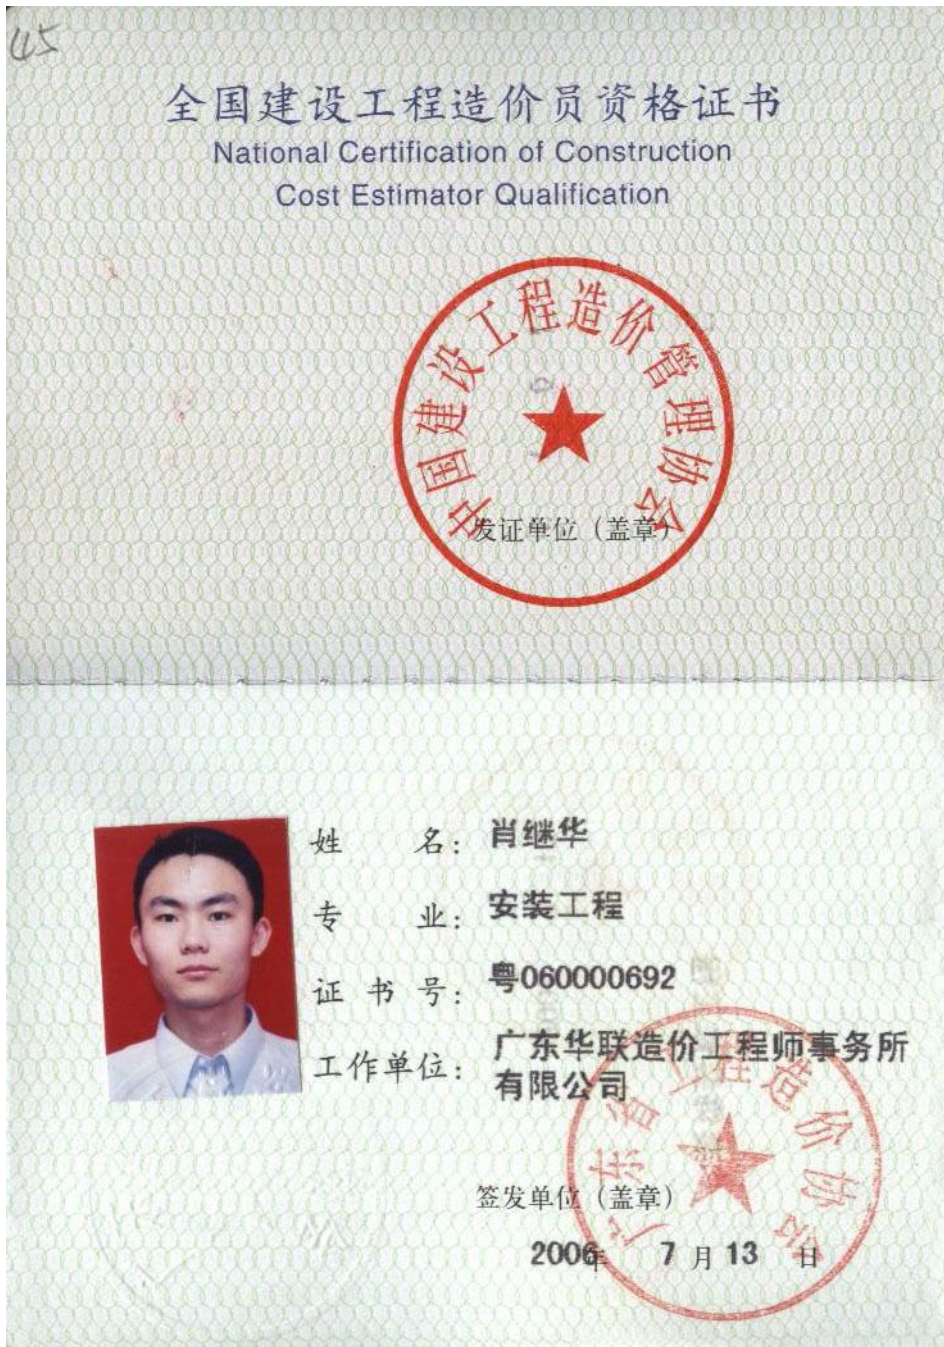 45
全国建设工程造价员资格证书
National Certification of Construction
Cost Estimator Qualification
中国建设工程造价管理协会
发证单位（盖章）
姓 名： 肖继华
专 业： 安装工程
证 书 号： 粤060000692
工作单位： 广东华联造价工程师事务所
有限公司
广东省工程造价协会
签发单位（盖章）
2006年 7 月 13 日